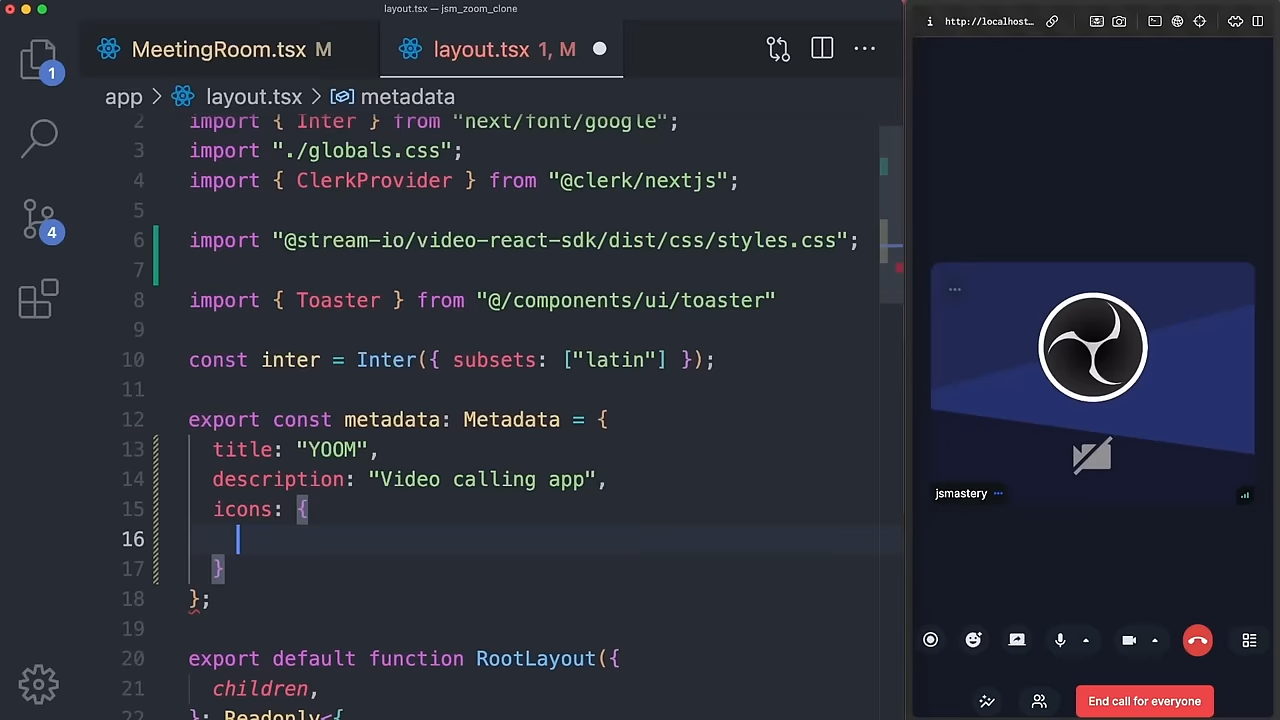 layout.tsx — jsm_zoom_clone
MeetingRoom.tsx M
layout.tsx 1, M
app > layout.tsx > metadata
2 import { Inter } from "next/font/google";
3 import "./globals.css";
4 import { ClerkProvider } from "@clerk/nextjs";
5
6 import "@stream-io/video-react-sdk/dist/css/styles.css";
7
8 import { Toaster } from "@/components/ui/toaster"
9
10 const inter = Inter({ subsets: ["latin"] });
11
12 export const metadata: Metadata = {
13 title: "YOOM",
14 description: "Video calling app",
15 icons: {
16
17 }
18 };
19
20 export default function RootLayout({
21 children,
22 }: Readonly<{
1
4
http://localhost...
jsmastery
End call for everyone